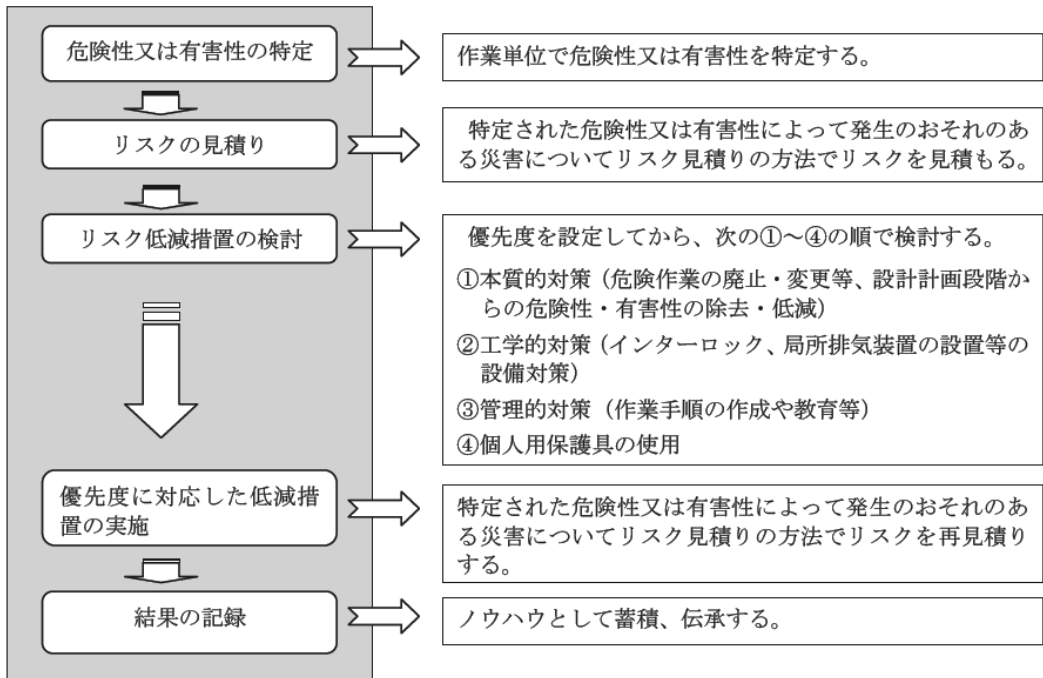 危険性又は有害性の特定
作業単位で危険性又は有害性を特定する。
リスクの見積り
特定された危険性又は有害性によって発生のおそれのあ
る災害についてリスク見積りの方法でリスクを見積もる。
リスク低減措置の検討
優先度を設定してから、次の①～④の順で検討する。
①本質的対策（危険作業の廃止・変更等、設計計画段階か
らの危険性・有害性の除去・低減）
②工学的対策（インターロック、局所排気装置の設置等の
設備対策）
③管理的対策（作業手順の作成や教育等）
④個人用保護具の使用
優先度に対応した低減措
置の実施
特定された危険性又は有害性によって発生のおそれのあ
る災害についてリスク見積りの方法でリスクを再見積り
する。
結果の記録
ノウハウとして蓄積、伝承する。